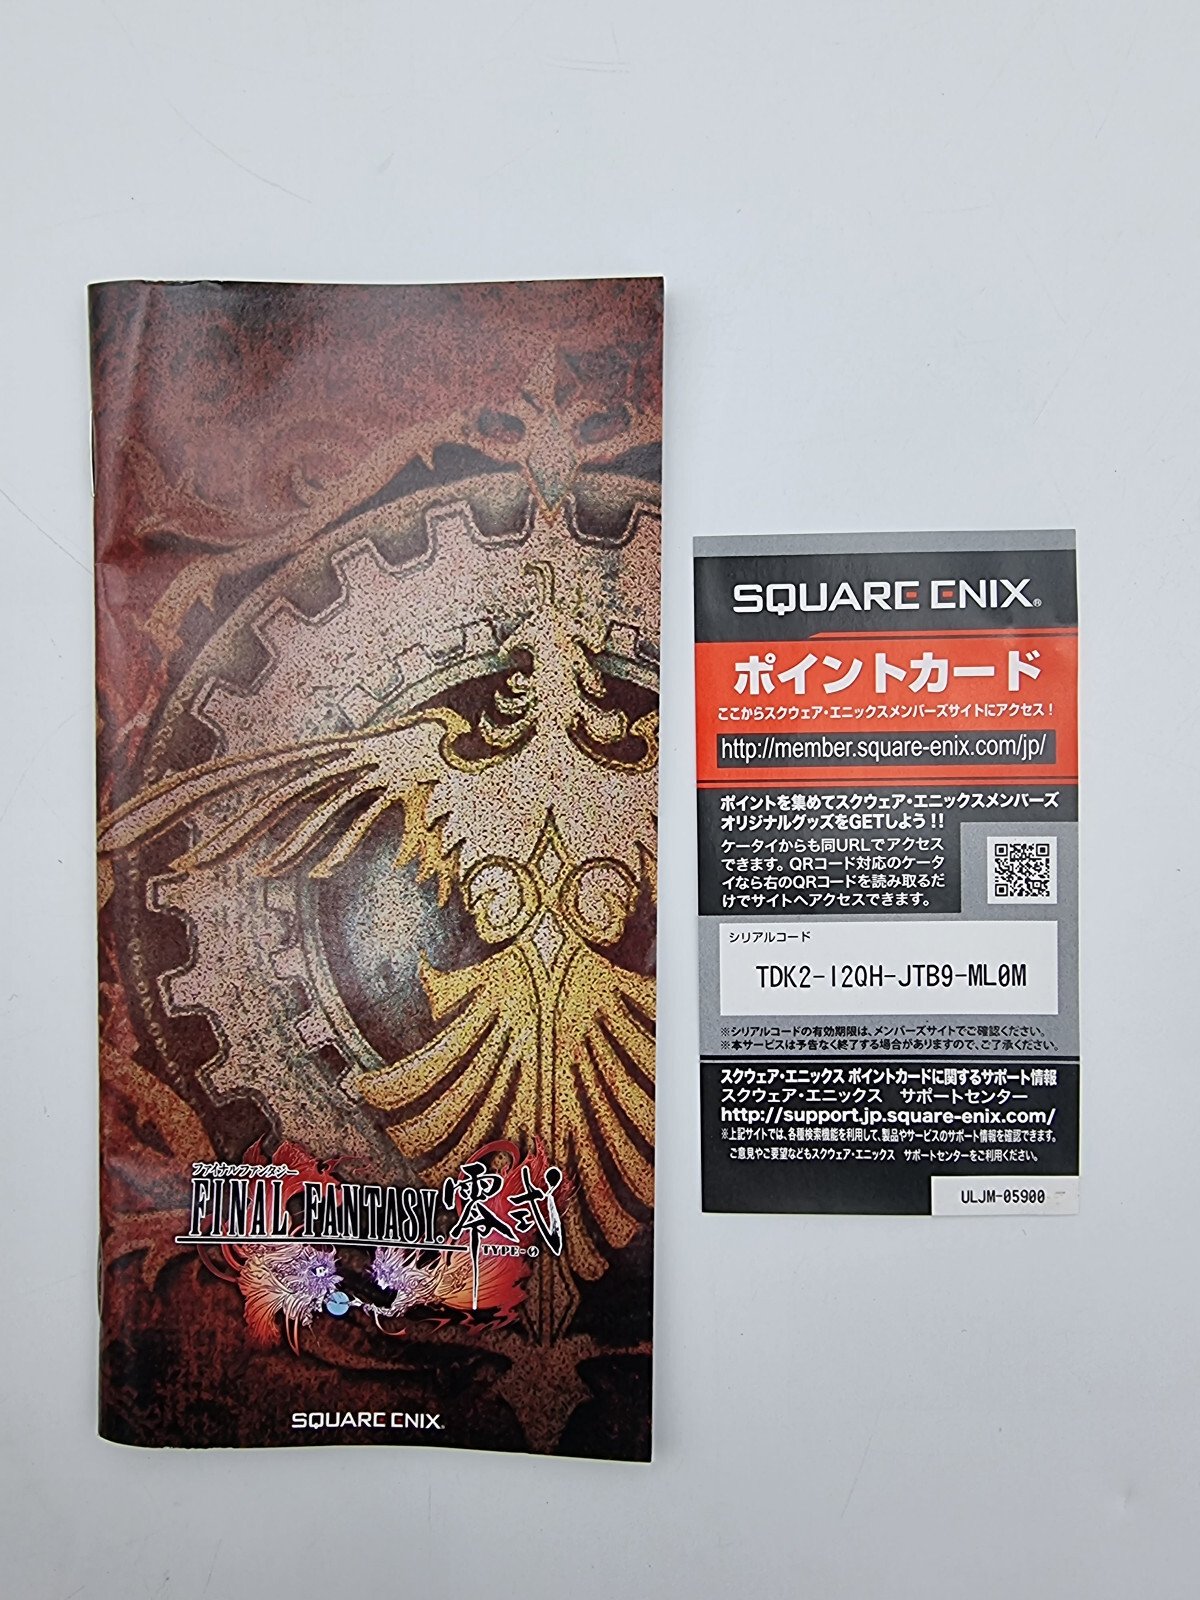 ファイナルファンタジー
FINAL FANTASY. 零式
TYPE-0
SQUARE ENIX.
SQUARE ENIX®
ポイントカード
ここからスクウェア・エニックスメンバーズサイトにアクセス!
http://member.square-enix.com/jp/
ポイントを集めてスクウェア・エニックスメンバーズ
オリジナルグッズをGETしよう!!
ケータイからも同URLでアクセス
できます。QRコード対応のケータ
イなら右のQRコードを読み取るだ
けでサイトへアクセスできます。
シリアルコード
TDK2-I2QH-JTB9-ML0M
※シリアルコードの有効期限は、メンバーズサイトでご確認ください。
※本サービスは予告なく終了する場合がありますので、ご了承ください。
スクウェア・エニックス ポイントカードに関するサポート情報
スクウェア・エニックス サポートセンター
http://support.jp.square-enix.com/
※上記サイトでは、各種検索機能を利用して、製品やサービスのサポート情報を確認できます。
ご意見やご要望などもスクウェア・エニックス サポートセンターをご利用ください。
ULJM-05900